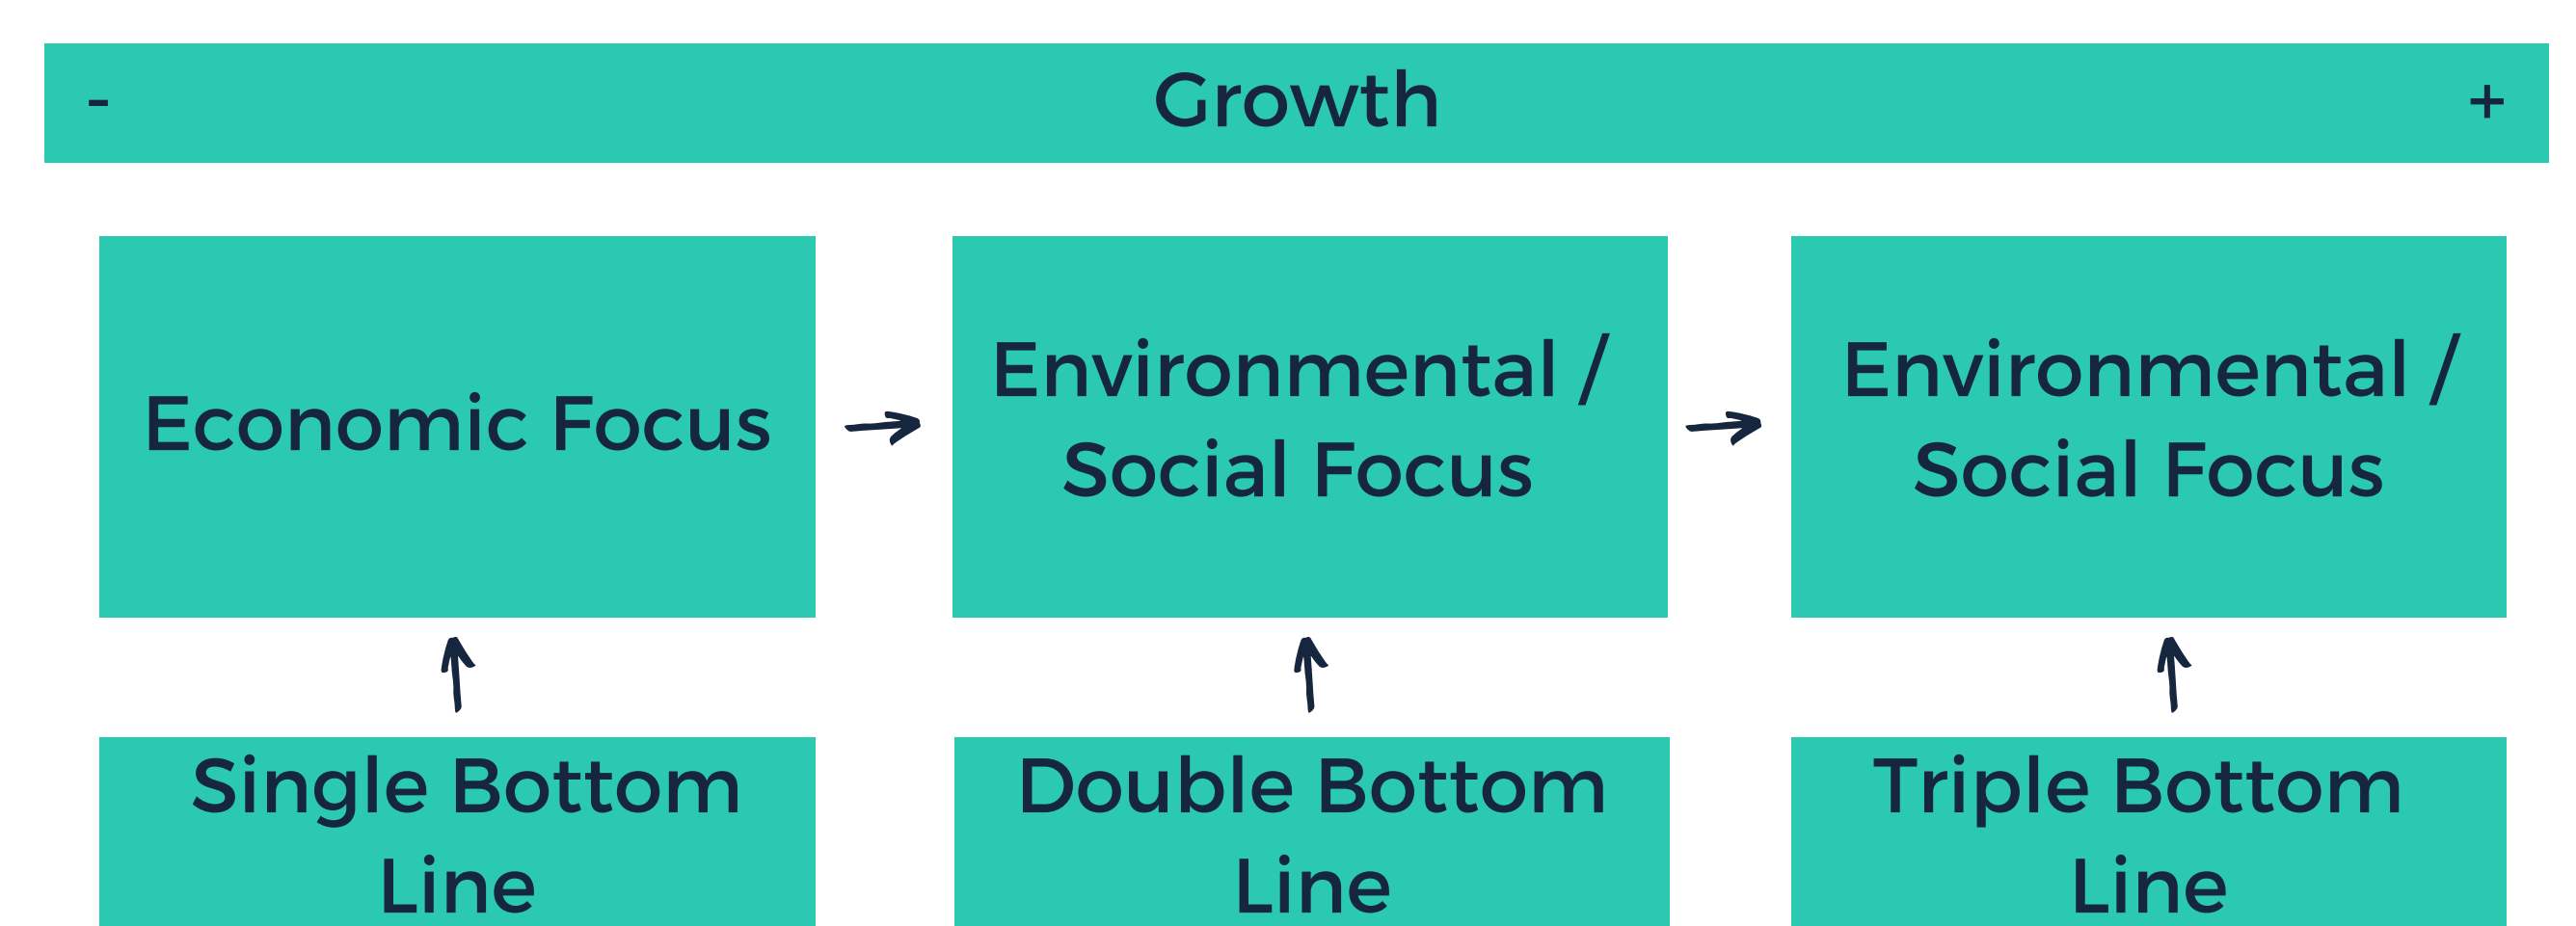 - Growth +
Economic Focus
Environmental /
Social Focus
Environmental /
Social Focus
Single Bottom
Line
Double Bottom
Line
Triple Bottom
Line